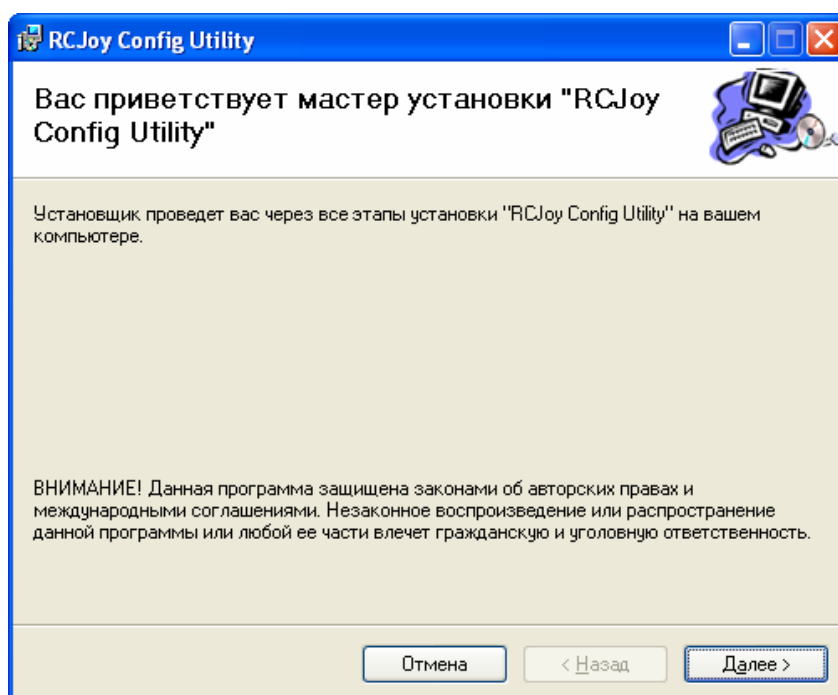 RCJoy Config Utility
Вас приветствует мастер установки "RCJoy
Config Utility"
Установщик проведет вас через все этапы установки "RCJoy Config Utility" на вашем
компьютере.
ВНИМАНИЕ! Данная программа защищена законами об авторских правах и
международными соглашениями. Незаконное воспроизведение или распространение
данной программы или любой ее части влечет гражданскую и уголовную ответственность.
Отмена
< Назад
Далее >